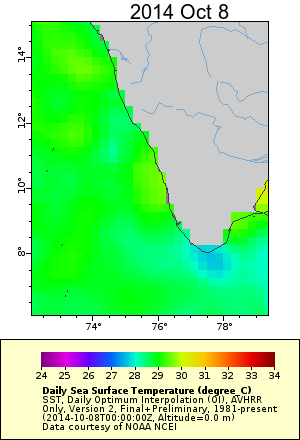 2014 Oct 8
14°
12°
10°
8°
74° 76° 78°
24 25 26 27 28 29 30 31 32 33 34
Daily Sea Surface Temperature (degree_C)
SST, Daily Optimum Interpolation (OI), AVHRR
Only, Version 2, Final+Preliminary, 1981-present
(2014-10-08T00:00:00Z, Altitude=0.0 m)
Data courtesy of NOAA NCEI